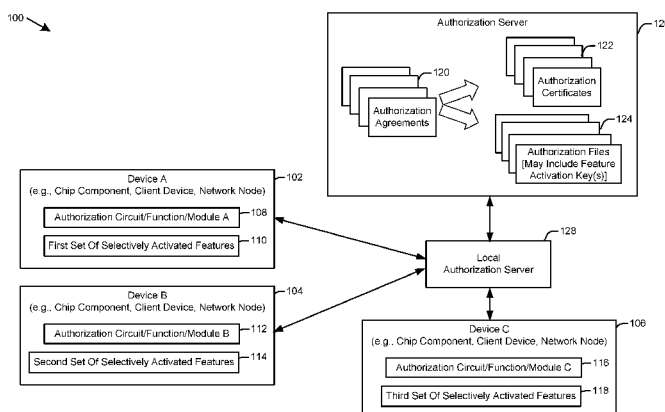 100
Authorization Server
120
Authorization
Agreements
122
Authorization
Certificates
124
Authorization Files
[May Include Feature
Activation Key(s)]
Device A
(e.g., Chip Component, Client Device, Network Node)
102
Authorization Circuit/Function/Module A
108
First Set Of Selectively Activated Features
110
Local
Authorization Server
128
Device B
(e.g., Chip Component, Client Device, Network Node)
104
Authorization Circuit/Function/Module B
112
Second Set Of Selectively Activated Features
114
Device C
(e.g., Chip Component, Client Device, Network Node)
106
Authorization Circuit/Function/Module C
116
Third Set Of Selectively Activated Features
118